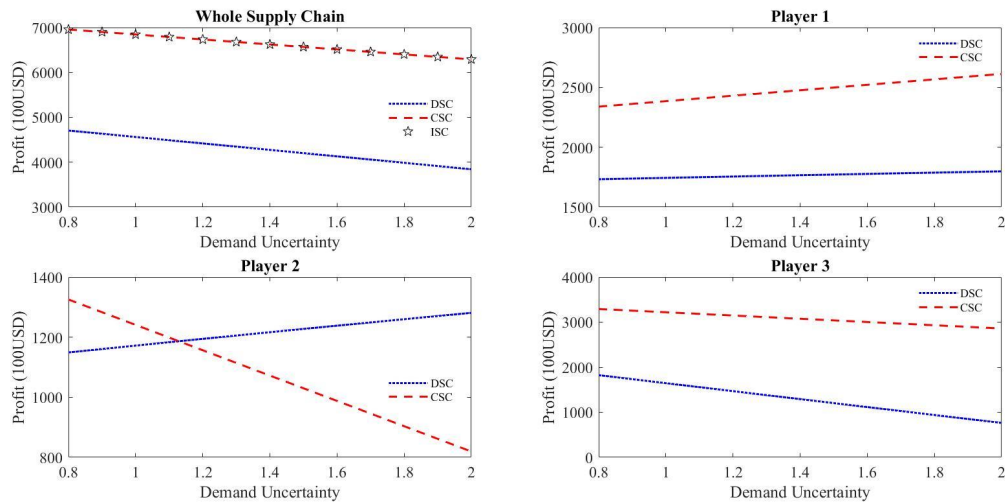 Whole Supply Chain
7000
6000
5000
4000
3000
Profit (100USD)
DSC
CSC
ISC
0.8 1 1.2 1.4 1.6 1.8 2
Demand Uncertainty
Player 1
3000
2500
2000
1500
Profit (100USD)
DSC
CSC
0.8 1 1.2 1.4 1.6 1.8 2
Demand Uncertainty
Player 2
1400
1200
1000
800
Profit (100USD)
DSC
CSC
0.8 1 1.2 1.4 1.6 1.8 2
Demand Uncertainty
Player 3
4000
3000
2000
1000
0
Profit (100USD)
DSC
CSC
0.8 1 1.2 1.4 1.6 1.8 2
Demand Uncertainty